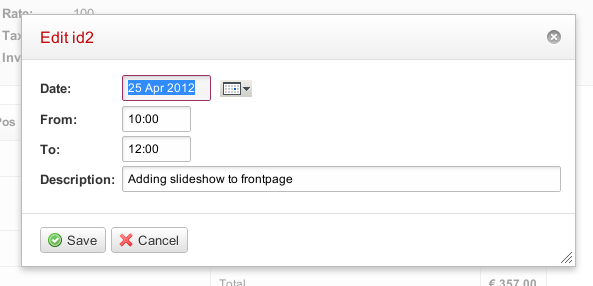 Rate: 100
Tax
Inv
Edit id2
Date: 25 Apr 2012
From: 10:00
Pos
To: 12:00
Description: Adding slideshow to frontpage
Save Cancel
Total € 357.00